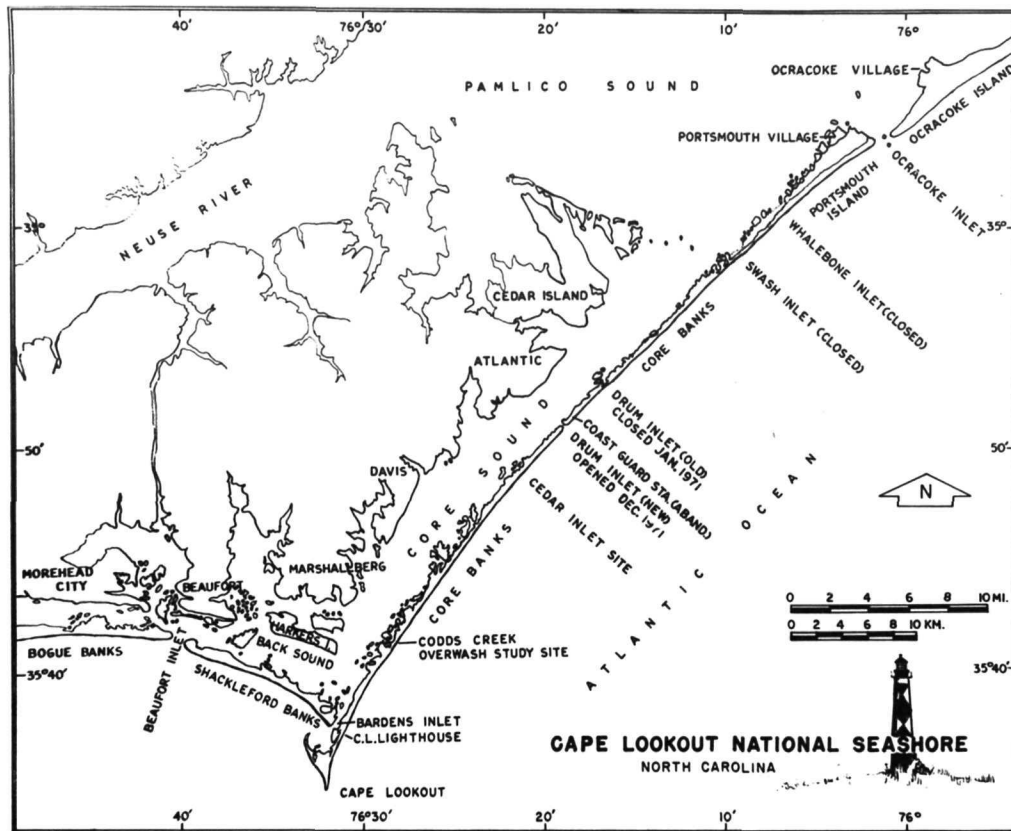 40'
76°30'
20'
76°
OCRACOKE VILLAGE
PAMLICO SOUND
OCRACOKE ISLAND
PORTSMOUTH VILLAGE
OCRACOKE INLET
PORTSMOUTH
ISLAND
NEUSE RIVER
35°
35°
WHALEBONE INLET (CLOSED)
SWASH INLET (CLOSED)
CEDAR ISLAND
CORE BANKS
ATLANTIC
DRUM INLET (OLD)
CLOSED JAN. 1971
COAST GUARD STA. (ABAND)
DRUM INLET (NEW)
OPENED DEC. 1971
CEDAR INLET SITE
50'
50'
DAVIS
CORE SOUND
N
ATLANTIC OCEAN
CORE BANKS
MARSHALLBERG
MOREHEAD
CITY
BEAUFORT
HARKERS
BACK SOUND
BOGUE BANKS
CODDS CREEK
OVERWASH STUDY SITE
0 2 4 6 8 10 MI.
0 2 4 6 8 10 KM.
35°40'
35°40'
BEAUFORT INLET
SHACKLEFORD BANKS
BARDENS INLET
C.L. LIGHTHOUSE
CAPE LOOKOUT NATIONAL SEASHORE
NORTH CAROLINA
CAPE LOOKOUT
40'
76°30'
20'
10'
76°